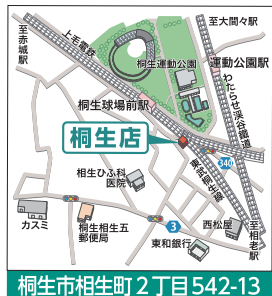 至大間々駅
至赤城駅
上毛電鉄
桐生運動公園
運動公園駅
わたらせ渓谷鐵道
桐生球場前駅
桐生店
340
相生ひふ科
医院
東武桐生線
至相老駅
カスミ
桐生相生五
郵便局
3
西松屋
東和銀行
桐生市相生町2丁目542-13